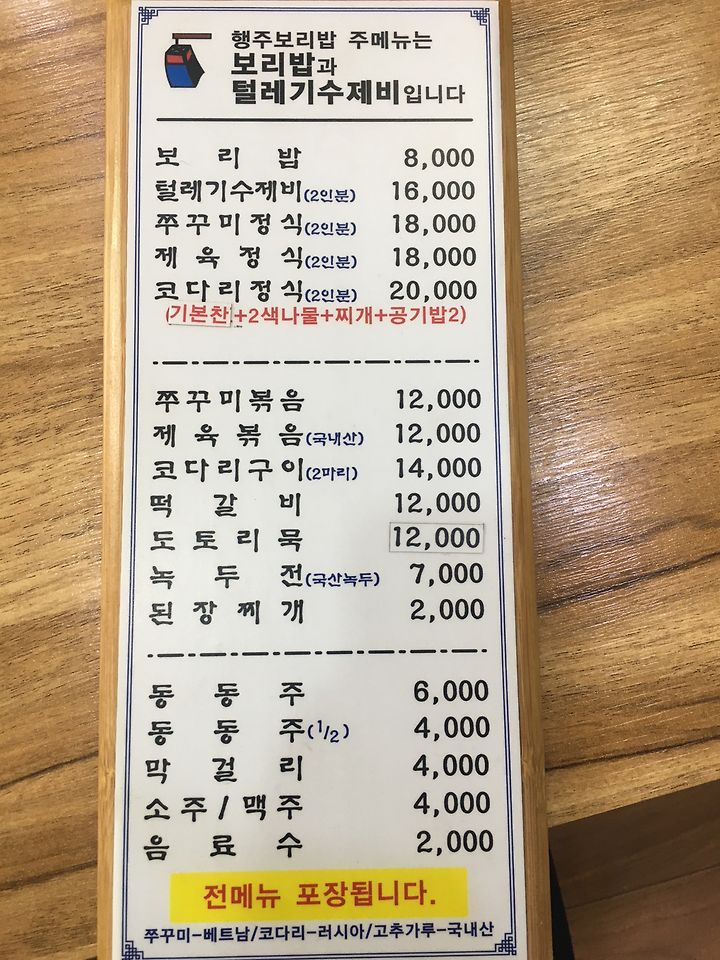 행주보리밥 주메뉴는
보리밥과
털레기수제비입니다
보리밥 8,000
털레기수제비(2인분) 16,000
쭈꾸미정식(2인분) 18,000
제육정식(2인분) 18,000
코다리정식(2인분) 20,000
(기본찬+2색나물+찌개+공기밥2)
쭈꾸미볶음 12,000
제육볶음(국내산) 12,000
코다리구이(2마리) 14,000
떡갈비 12,000
도토리묵 12,000
녹두전(국산녹두) 7,000
된장찌개 2,000
동동주 6,000
동동주(1/2) 4,000
막걸리 4,000
소주/맥주 4,000
음료수 2,000
전메뉴 포장됩니다.
쭈꾸미-베트남/코다리-러시아/고추가루-국내산